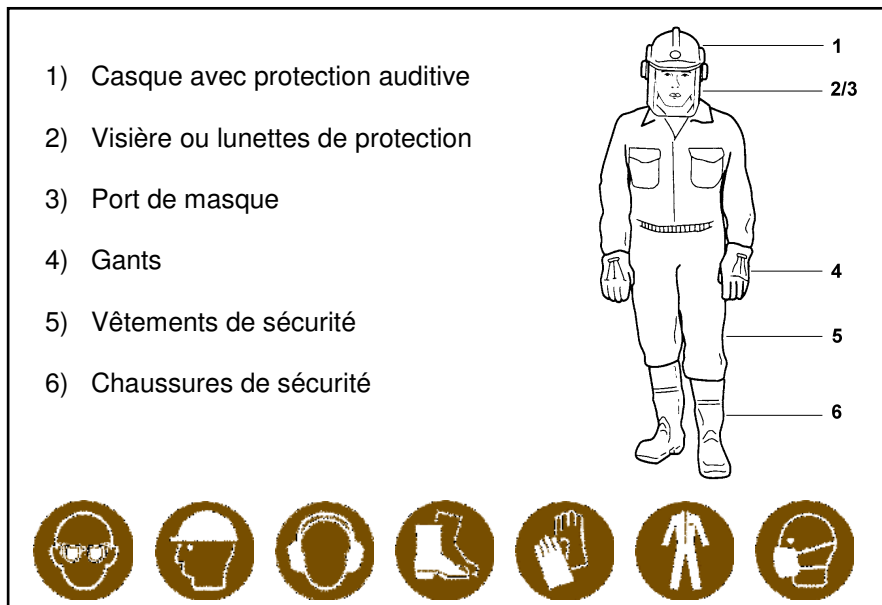 1) Casque avec protection auditive
2) Visière ou lunettes de protection
3) Port de masque
4) Gants
5) Vêtements de sécurité
6) Chaussures de sécurité
1
2/3
4
5
6